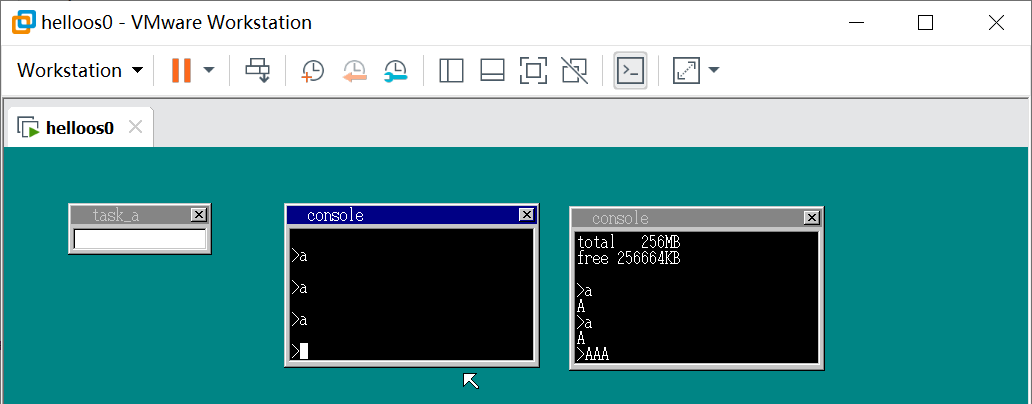 helloos0 - VMware Workstation
Workstation
helloos0
task_a
console
>a
>a
>a
>
console
total   256MB
free 256664KB
>a
A
>a
A
>AAA